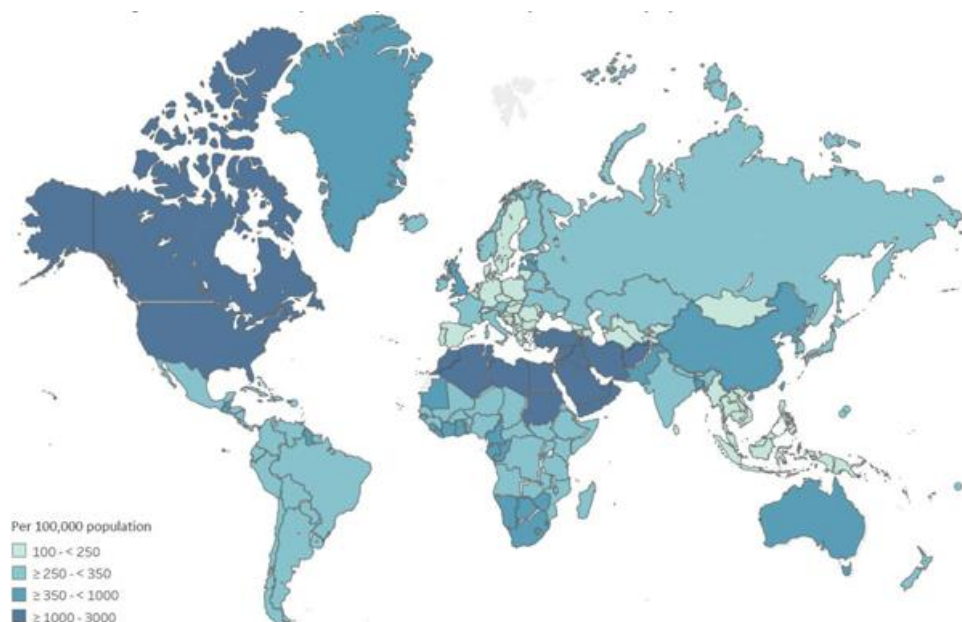 Per 100,000 population
100 - < 250
≥ 250 - < 350
≥ 350 - < 1000
≥ 1000 - 3000